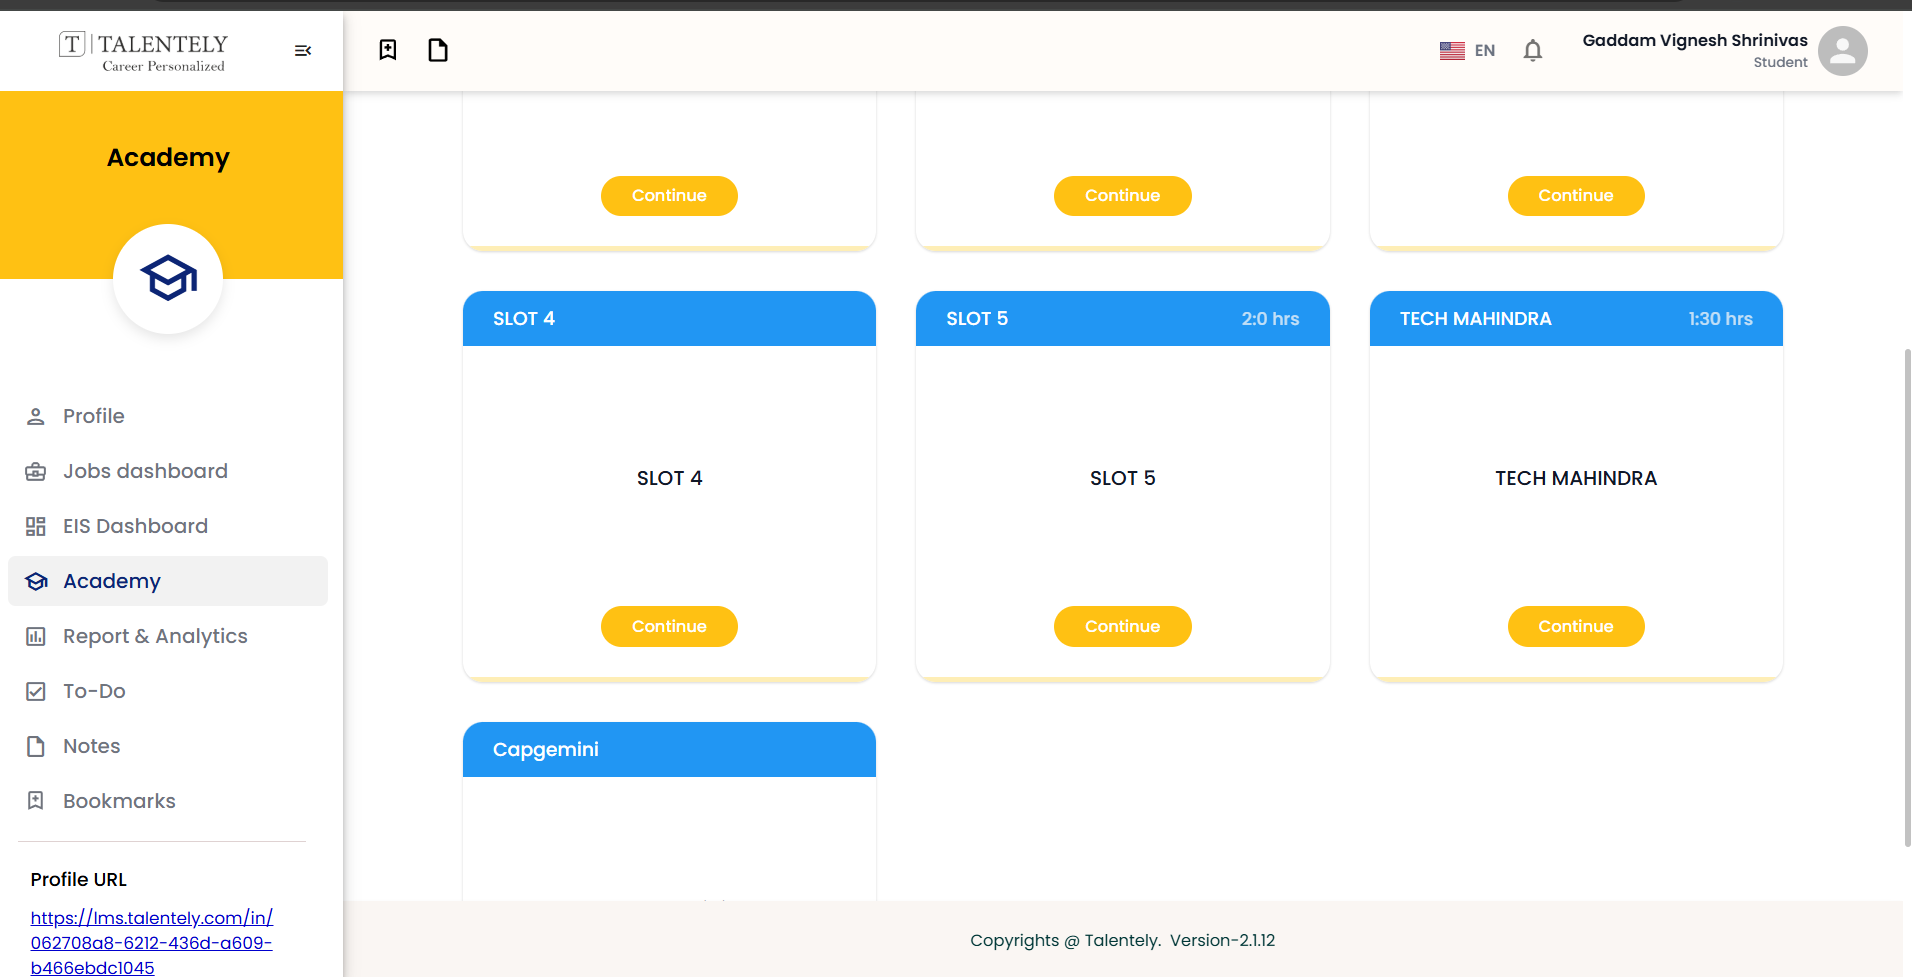 T | TALENTELY
Career Personalized
EN
Gaddam Vignesh Shrinivas
Student
Academy
Profile
Jobs dashboard
EIS Dashboard
Academy
Report & Analytics
To-Do
Notes
Bookmarks
Profile URL
https://lms.talentely.com/in/
062708a8-6212-436d-a609-
b466ebdc1045
Continue
Continue
Continue
SLOT 4
SLOT 5 2:0 hrs
TECH MAHINDRA 1:30 hrs
SLOT 4
SLOT 5
TECH MAHINDRA
Continue
Continue
Continue
Capgemini
Copyrights @ Talentely. Version-2.1.12